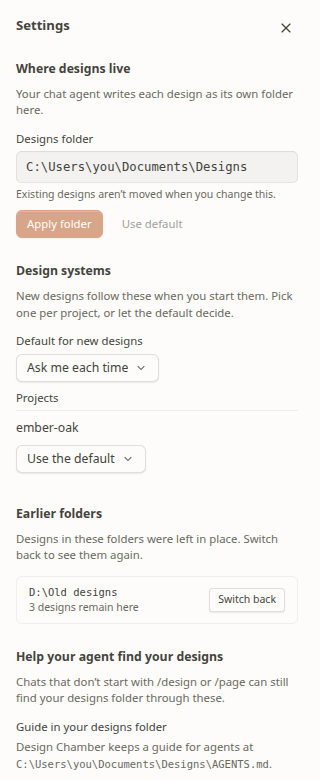 Settings
Where designs live
Your chat agent writes each design as its own folder
here.
Designs folder
C:\Users\you\Documents\Designs
Existing designs aren't moved when you change this.
Apply folder
Use default
Design systems
New designs follow these when you start them. Pick
one per project, or let the default decide.
Default for new designs
Ask me each time
Projects
ember-oak
Use the default
Earlier folders
Designs in these folders were left in place. Switch
back to see them again.
D:\Old designs
3 designs remain here
Switch back
Help your agent find your designs
Chats that don't start with /design or /page can still
find your designs folder through these.
Guide in your designs folder
Design Chamber keeps a guide for agents at
C:\Users\you\Documents\Designs\AGENTS.md.